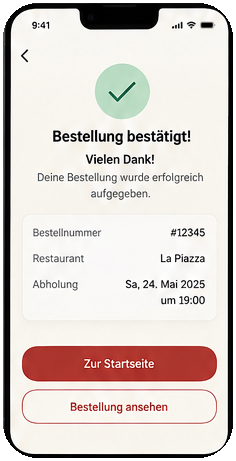 9:41
Bestellung bestätigt!
Vielen Dank!
Deine Bestellung wurde erfolgreich
aufgegeben.
Bestellnummer #12345
Restaurant La Piazza
Abholung Sa, 24. Mai 2025
um 19:00
Zur Startseite
Bestellung ansehen